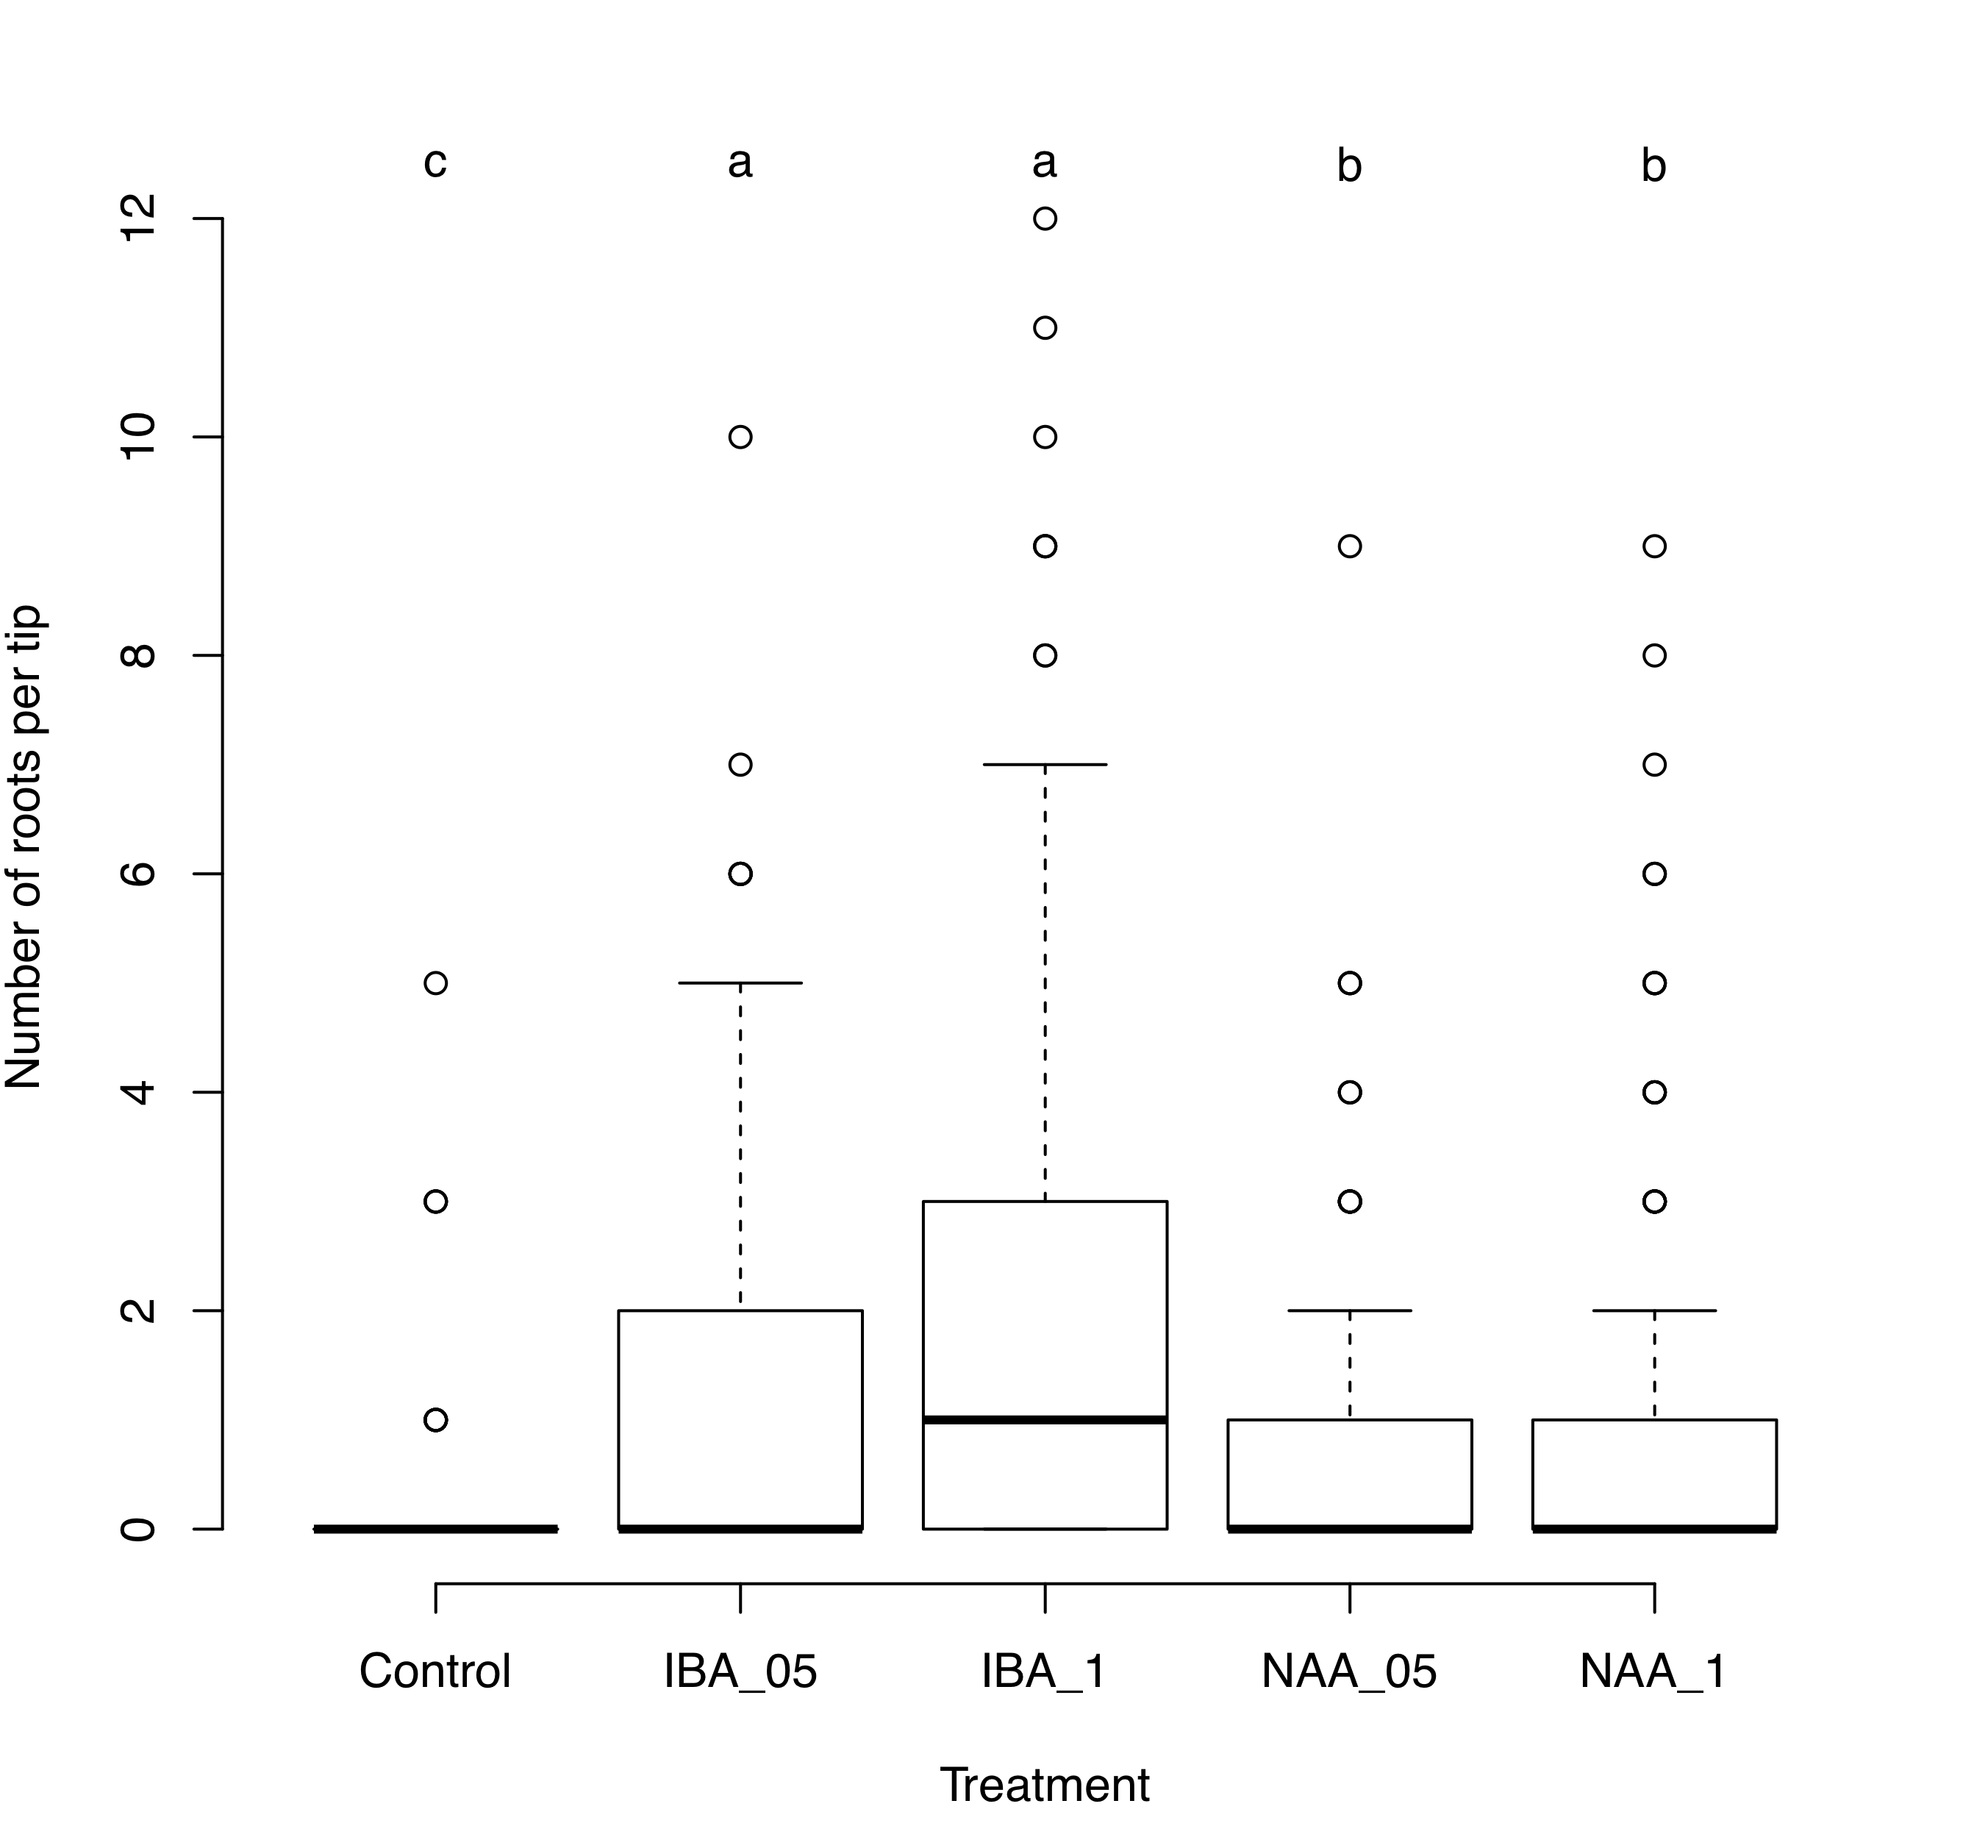 c a a b b
12
10
8
6
4
2
0
Number of roots per tip
Control IBA_05 IBA_1 NAA_05 NAA_1
Treatment